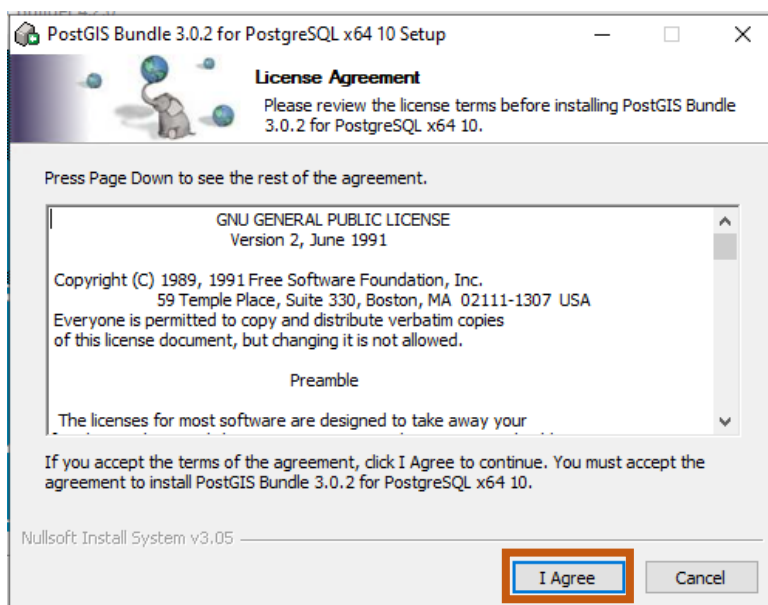 PostGIS Bundle 3.0.2 for PostgreSQL x64 10 Setup
License Agreement
Please review the license terms before installing PostGIS Bundle
3.0.2 for PostgreSQL x64 10.
Press Page Down to see the rest of the agreement.
GNU GENERAL PUBLIC LICENSE
Version 2, June 1991
Copyright (C) 1989, 1991 Free Software Foundation, Inc.
59 Temple Place, Suite 330, Boston, MA 02111-1307 USA
Everyone is permitted to copy and distribute verbatim copies
of this license document, but changing it is not allowed.
Preamble
The licenses for most software are designed to take away your
If you accept the terms of the agreement, click I Agree to continue. You must accept the
agreement to install PostGIS Bundle 3.0.2 for PostgreSQL x64 10.
Nullsoft Install System v3.05
I Agree
Cancel